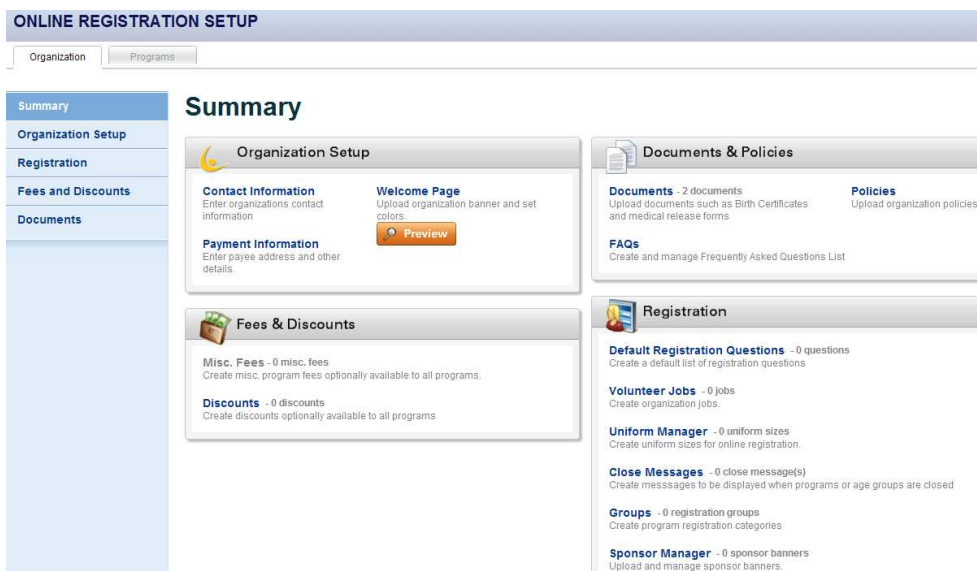 ONLINE REGISTRATION SETUP
Organization
Programs
Summary
Organization Setup
Registration
Fees and Discounts
Documents
Summary
Organization Setup
Contact Information
Enter organizations contact
information
Payment Information
Enter payee address and other
details.
Welcome Page
Upload organization banner and set
colors.
Preview
Fees & Discounts
Misc. Fees - 0 misc. fees
Create misc. program fees optionally available to all programs.
Discounts - 0 discounts
Create discounts optionally available to all programs
Documents & Policies
Documents - 2 documents
Upload documents such as Birth Certificates
and medical release forms
Policies
Upload organization policies
FAQs
Create and manage Frequently Asked Questions List
Registration
Default Registration Questions - 0 questions
Create a default list of registration questions
Volunteer Jobs - 0 jobs
Create organization jobs.
Uniform Manager - 0 uniform sizes
Create uniform sizes for online registration.
Close Messages - 0 close message(s)
Create messsages to be displayed when programs or age groups are closed
Groups - 0 registration groups
Create program registration categories
Sponsor Manager - 0 sponsor banners
Upload and manage sponsor banners.